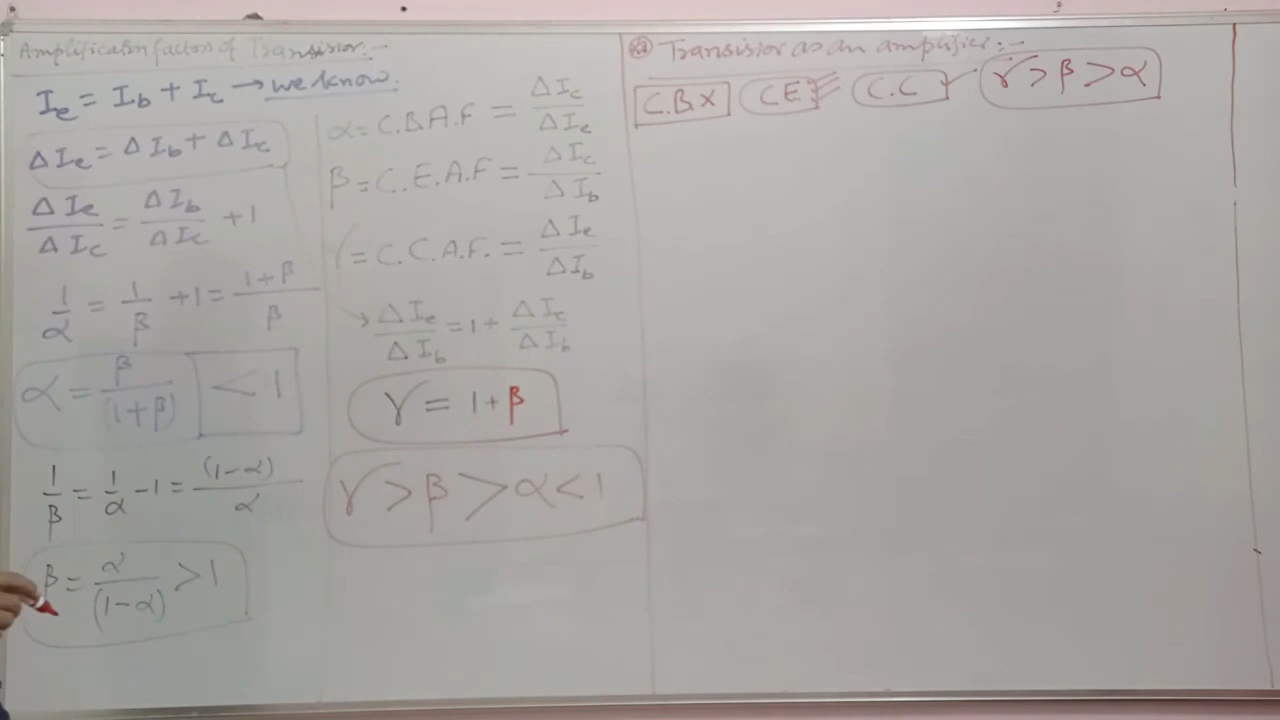 Amplification factors of Transistor:-
Ie = Ib + Ic → we know.
ΔIe = ΔIb + ΔIc
ΔIe/ΔIc = ΔIb/ΔIc + 1
1/α = 1/β + 1 = 1+β/β
α = β/(1+β) < 1
1/β = 1/α - 1 = (1-α)/α
β = α/(1-α) > 1
α = C.B.A.F = ΔIc/ΔIe
β = C.E.A.F = ΔIc/ΔIb
γ = C.C.A.F. = ΔIe/ΔIb
→ ΔIe/ΔIb = 1 + ΔIc/ΔIb
γ = 1 + β
γ > β > α < 1
Transistor as an amplifier:-
C.B X C E C.C γ > β > α